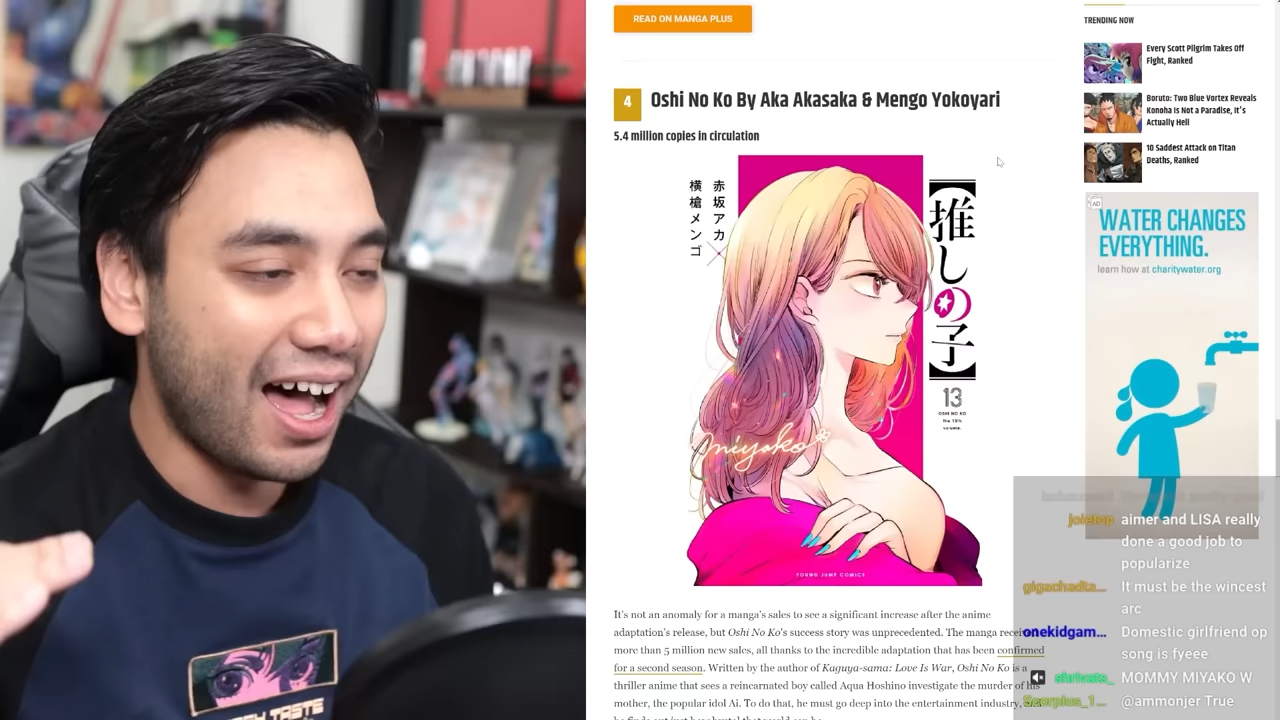 READ ON MANGA PLUS
4
Oshi No Ko By Aka Akasaka & Mengo Yokoyari
5.4 million copies in circulation
赤坂アカ
×
横槍メンゴ
【推しの子】
13
OSHI NO KO
the 13th
volume.
miyako
YOUNG JUMP COMICS
It's not an anomaly for a manga's sales to see a significant increase after the anime
adaptation's release, but Oshi No Ko's success story was unprecedented. The manga
more than 5 million new sales, all thanks to the incredible adaptation that has been confirmed
for a second season. Written by the author of Kaguya-sama: Love Is War, Oshi No Ko is a
thriller anime that sees a reincarnated boy called Aqua Hoshino investigate the murder of his
mother, the popular idol Ai. To do that, he must go deep into the entertainment industry,
TRENDING NOW
Every Scott Pilgrim Takes Off
Fight, Ranked
Boruto: Two Blue Vortex Reveals
Konoha Is Not a Paradise, It's
Actually Hell
10 Saddest Attack on Titan
Deaths, Ranked
AD
WATER CHANGES
EVERYTHING.
learn how at charitywater.org
joietop aimer and LISA really
done a good job to
popularize
gigachadta... It must be the wincest
arc
onekidgam... Domestic girlfriend op
song is fyeee
shrivats_ MOMMY MIYAKO W
Scorplus_1... @ammonjer True
TASTE